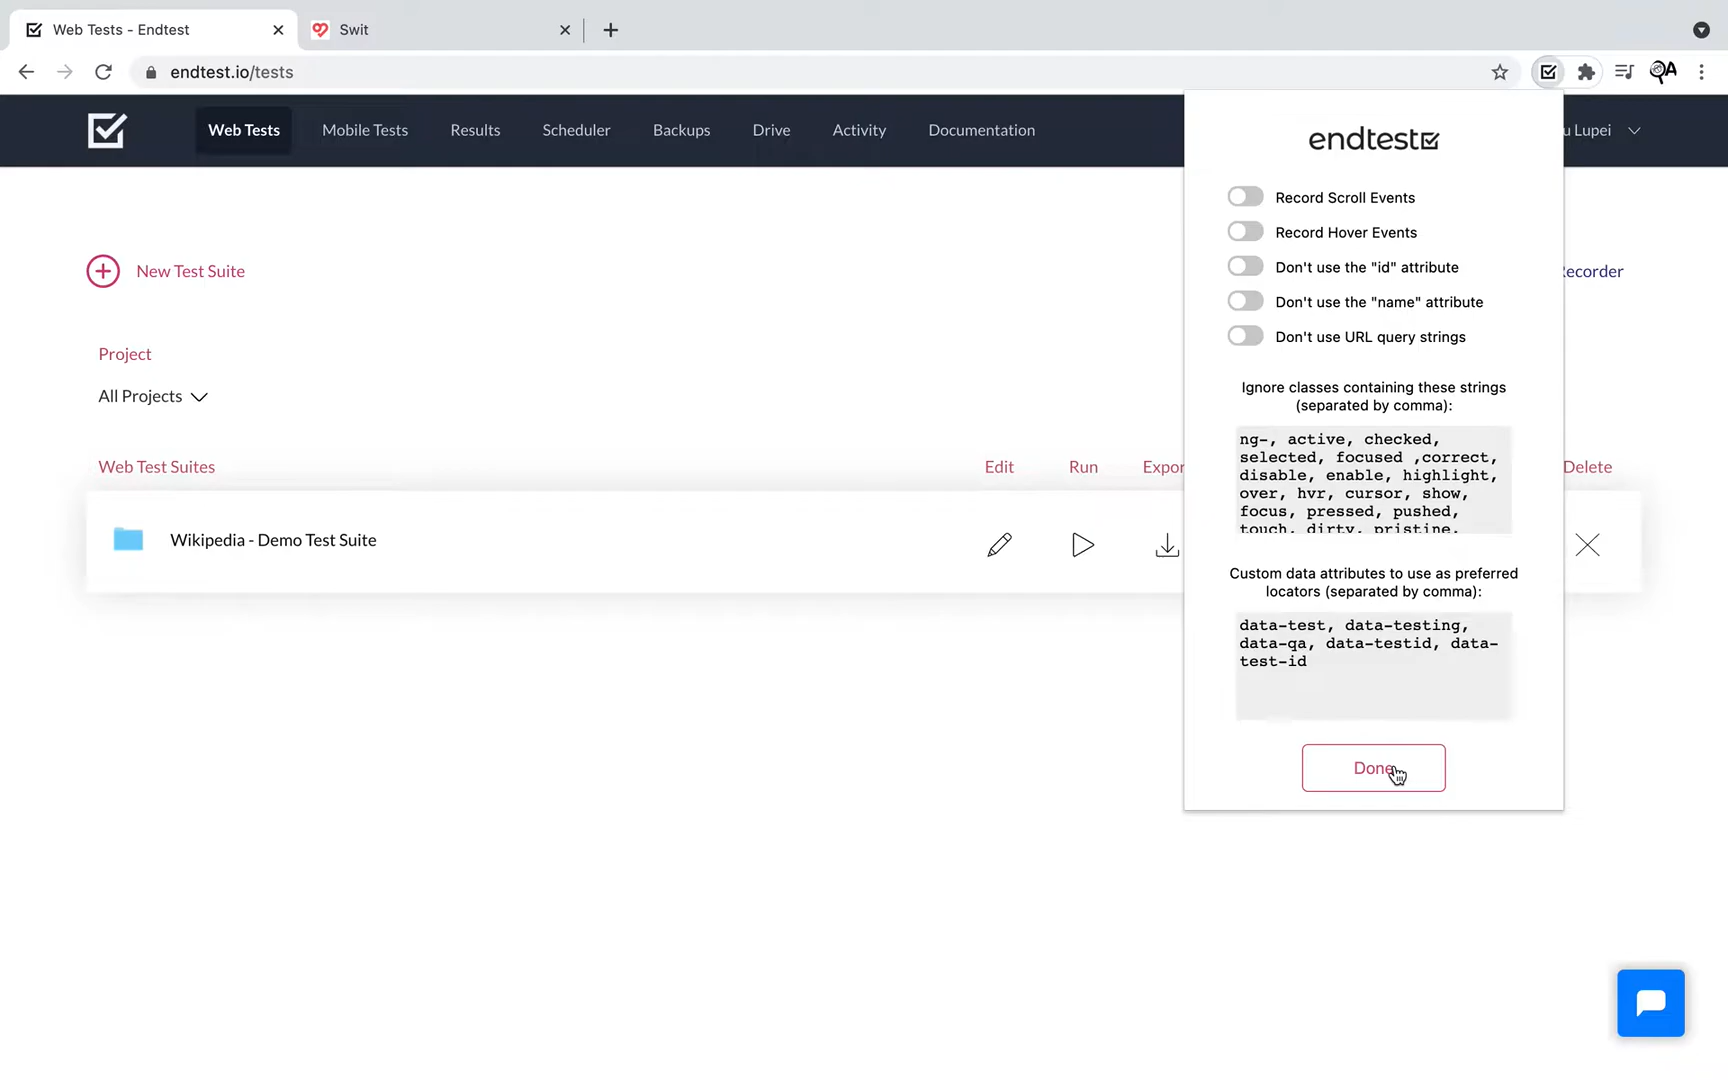 Web Tests - Endtest
Swit
endtest.io/tests
Web Tests
Mobile Tests
Results
Scheduler
Backups
Drive
Activity
Documentation
u Lupei
endtest
Record Scroll Events
Record Hover Events
Don't use the "id" attribute
Don't use the "name" attribute
Don't use URL query strings
New Test Suite
ecorder
Project
All Projects
Ignore classes containing these strings
(separated by comma):
ng-, active, checked,
selected, focused ,correct,
disable, enable, highlight,
over, hvr, cursor, show,
focus, pressed, pushed,
touch, dirty, pristine,
Web Test Suites
Edit
Run
Expor
Delete
Wikipedia - Demo Test Suite
Custom data attributes to use as preferred
locators (separated by comma):
data-test, data-testing,
data-qa, data-testid, data-
test-id
Done